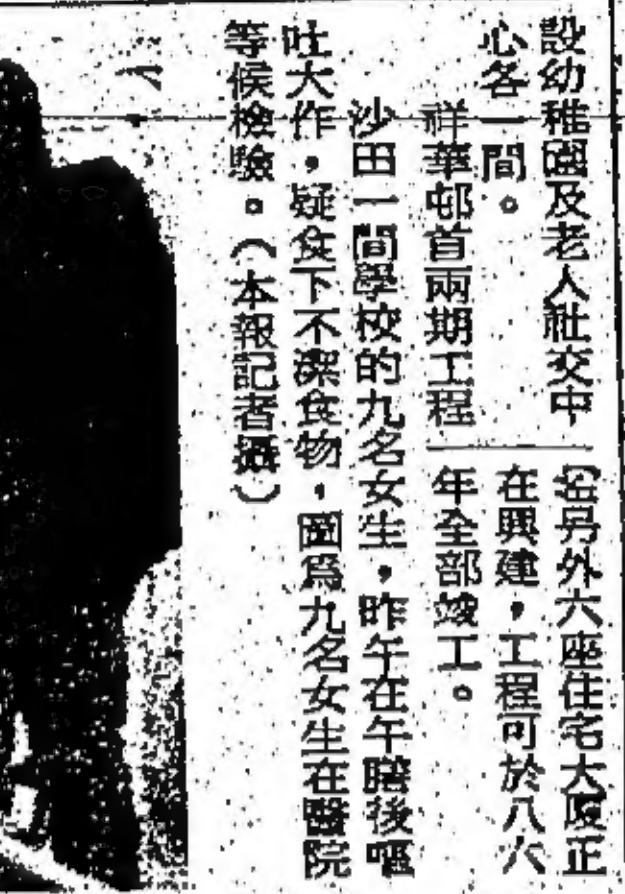 設幼稚園及老人社交中
心各一間。
祥華邨首兩期工程
另外六座住宅大廈正
在興建，工程可於八六
年全部竣工。
沙田一間學校的九名女生，昨午在午膳後嘔
吐大作，疑食下不潔食物，圖爲九名女生在醫院
等候檢驗。（本報記者攝）